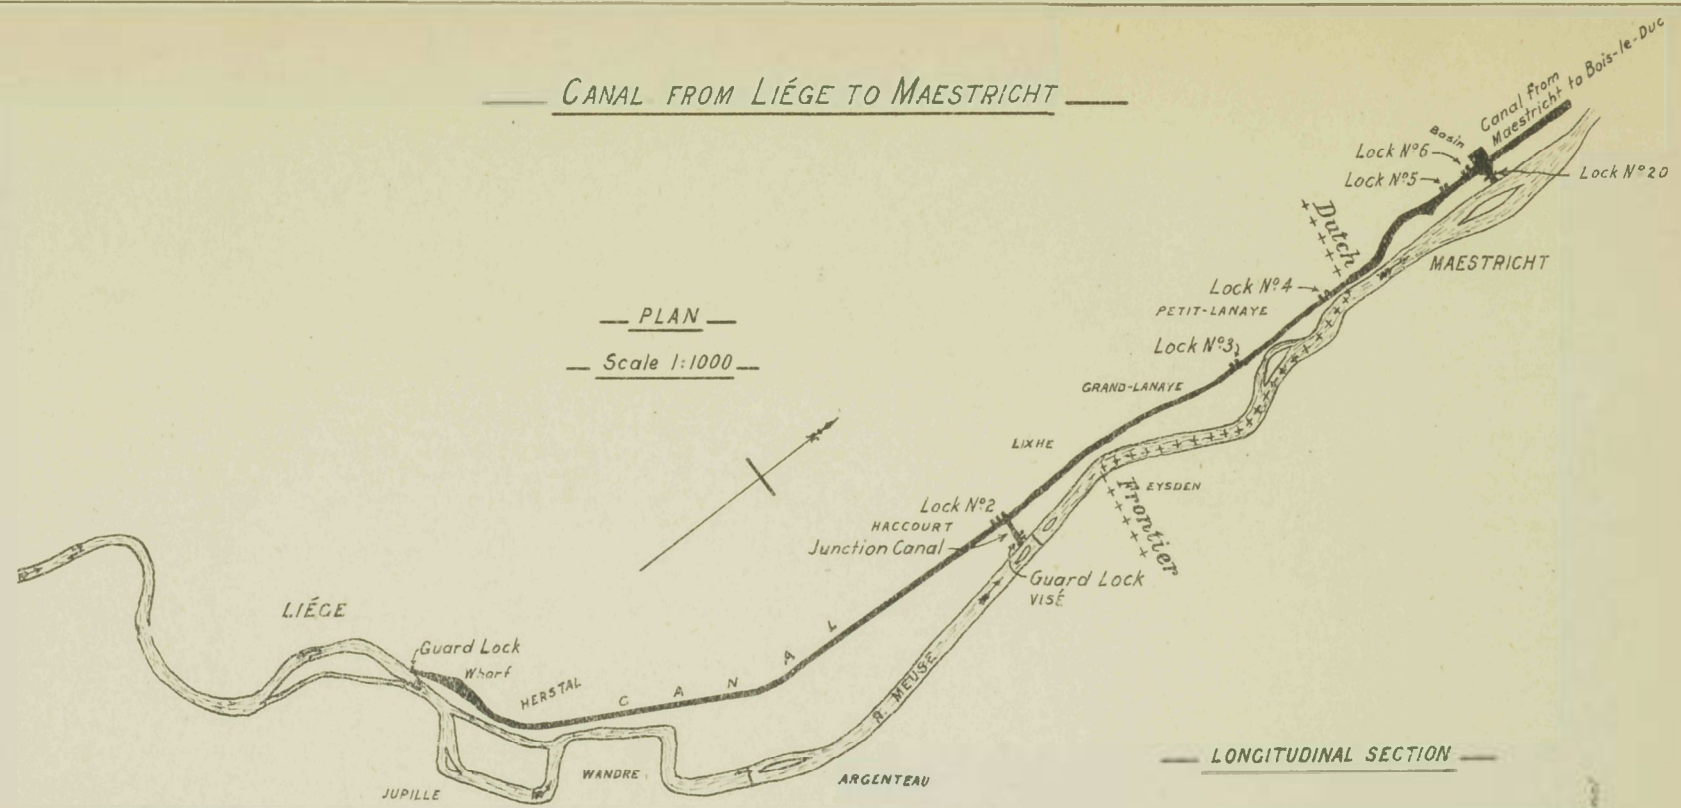 CANAL FROM LIÉGE TO MAESTRICHT
Canal from
Maestricht to Bois-le-Duc
Basin
Lock Nº6
Lock Nº5
Lock Nº20
Dutch
MAESTRICHT
Lock Nº4
PETIT-LANAYE
PLAN
Scale 1:1000
Lock Nº3
GRAND-LANAYE
LIXHE
EYSDEN
Frontier
Lock Nº2
HACCOURT
Junction Canal
Guard Lock
VISÉ
LIÉGE
Guard Lock
Wharf
HERSTAL
CANAL
R. MEUSE
WANDRE
JUPILLE
ARGENTEAU
LONGITUDINAL SECTION